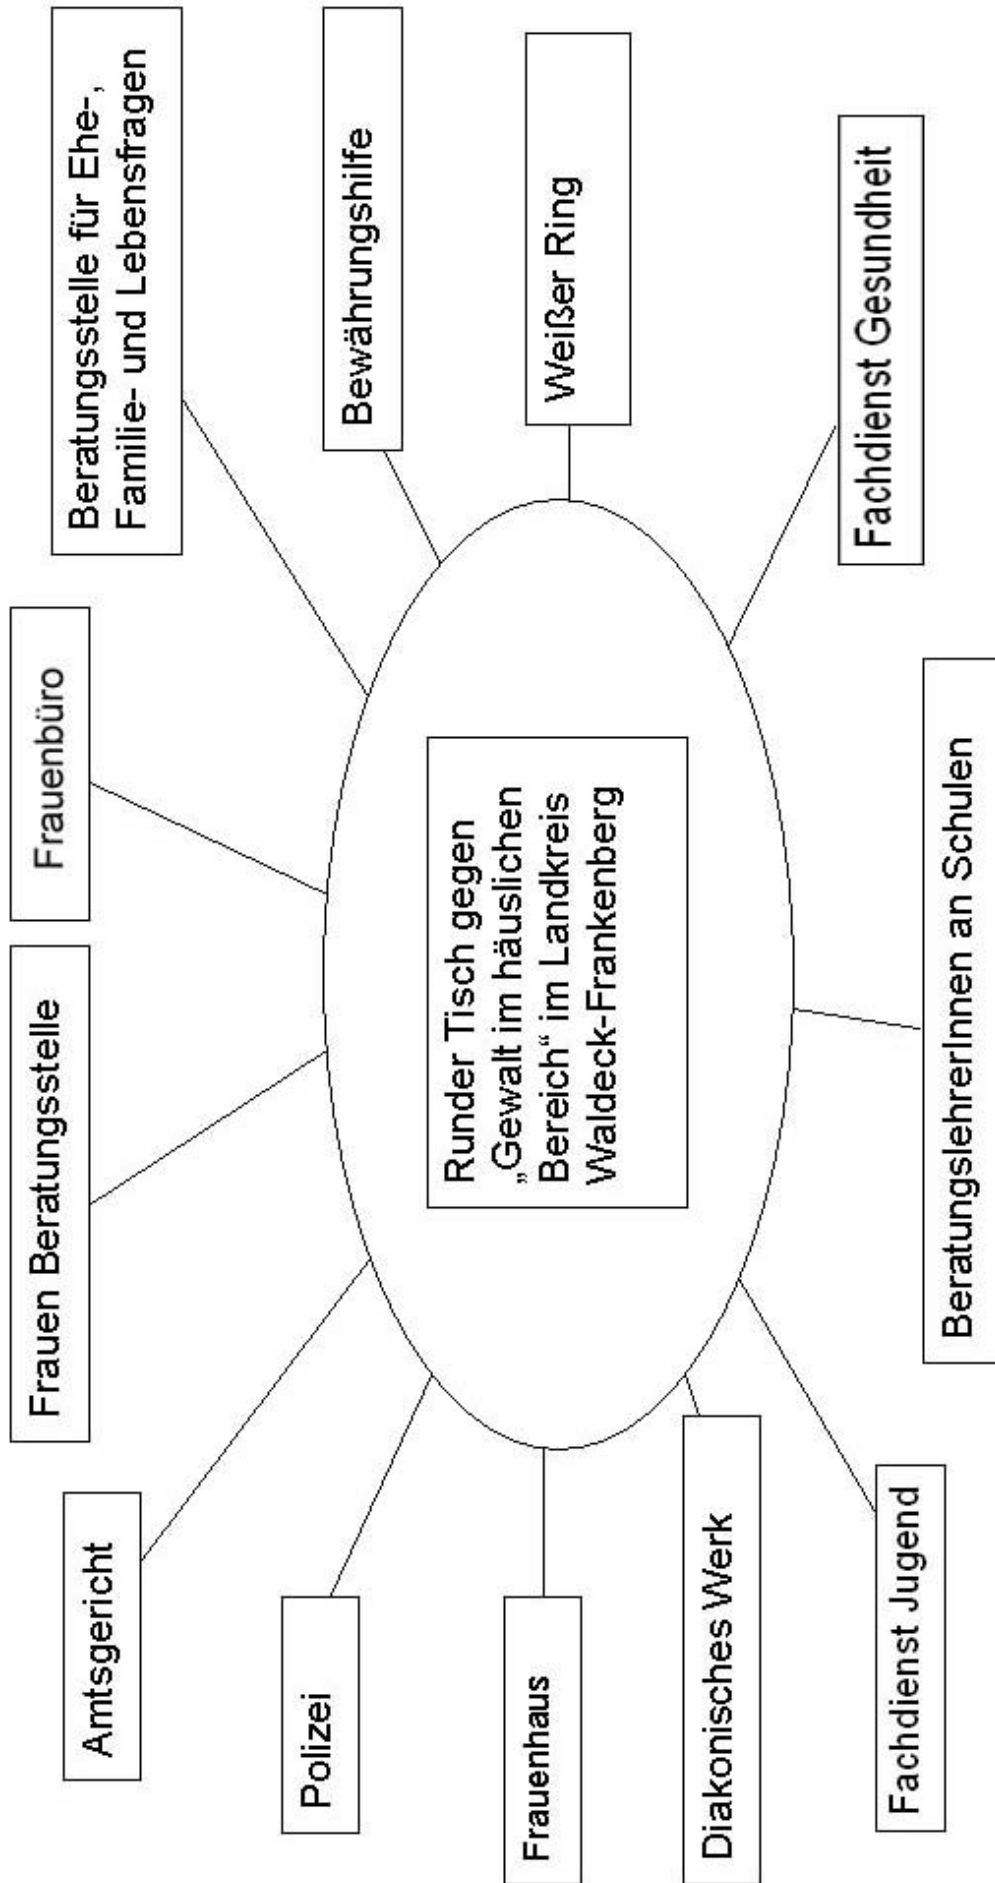 Frauen Beratungsstelle
Frauenbüro
Amtsgericht
Beratungsstelle für Ehe-,
Familie- und Lebensfragen
Polizei
Bewährungshilfe
Runder Tisch gegen
„Gewalt im häuslichen
Bereich“ im Landkreis
Waldeck-Frankenberg
Frauenhaus
Weißer Ring
Diakonisches Werk
Fachdienst Jugend
Fachdienst Gesundheit
BeratungslehrerInnen an Schulen